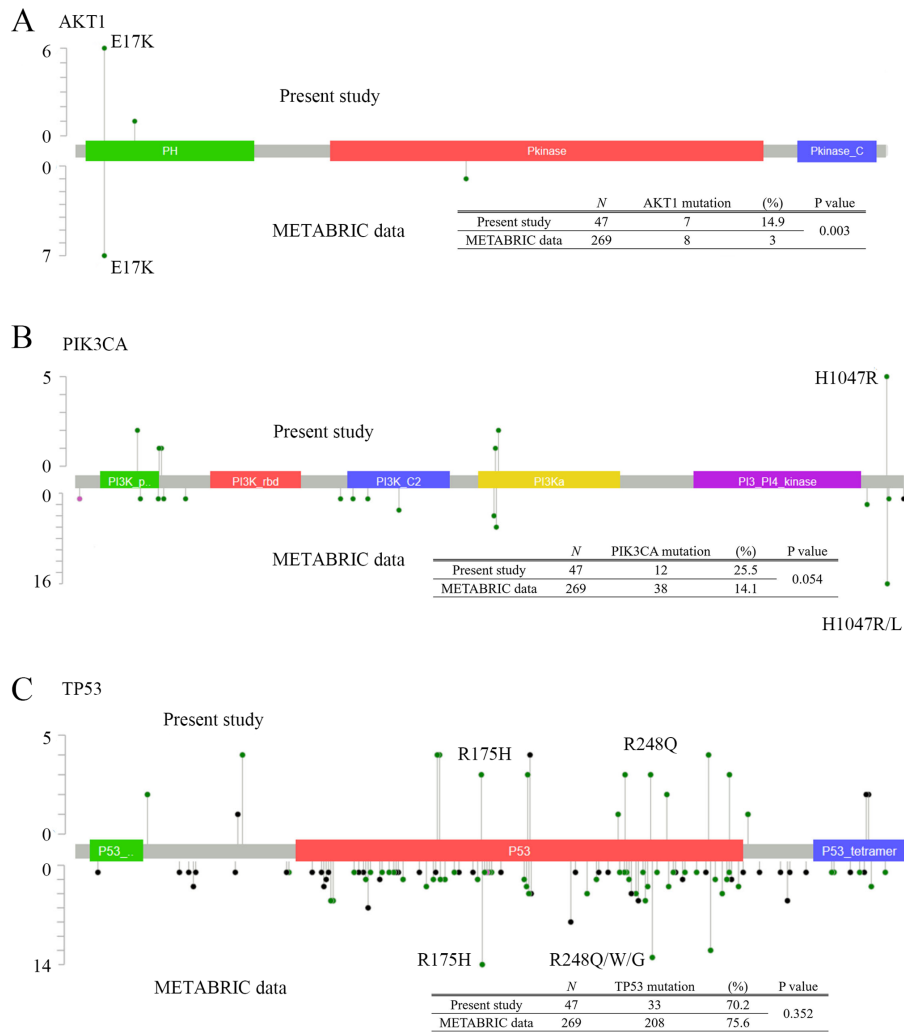 A
AKT1
6
E17K
Present study
0
PH
Pkinase
Pkinase_C
0
METABRIC data
7
E17K
N AKT1 mutation (%) P value
Present study 47 7 14.9 0.003
METABRIC data 269 8 3
B
PIK3CA
5
H1047R
Present study
0
PI3K_p..
PI3K_rbd
PI3K_C2
PI3Ka
PI3_PI4_kinase
0
METABRIC data
16
H1047R/L
N PIK3CA mutation (%) P value
Present study 47 12 25.5 0.054
METABRIC data 269 38 14.1
C
TP53
Present study
5
R175H
R248Q
0
P53_..
P53
P53_tetramer
0
R175H
R248Q/W/G
14
METABRIC data
N TP53 mutation (%) P value
Present study 47 33 70.2 0.352
METABRIC data 269 208 75.6